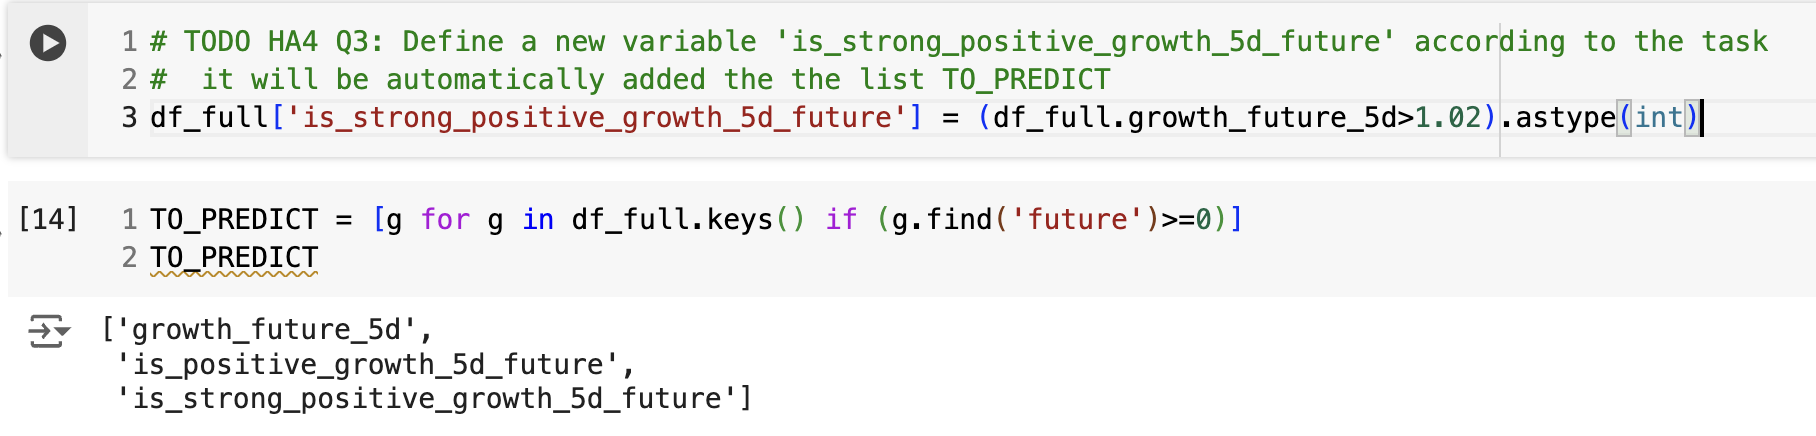 1 # TODO HA4 Q3: Define a new variable 'is_strong_positive_growth_5d_future' according to the task
2 #  it will be automatically added the the list TO_PREDICT
3 df_full['is_strong_positive_growth_5d_future'] = (df_full.growth_future_5d>1.02).astype(int)
[14] 1 TO_PREDICT = [g for g in df_full.keys() if (g.find('future')>=0)]
2 TO_PREDICT
['growth_future_5d',
 'is_positive_growth_5d_future',
 'is_strong_positive_growth_5d_future']